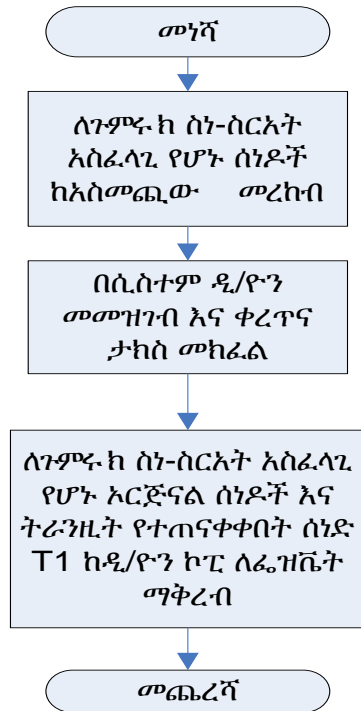 መነሻ
ለጉምሩክ ስነ-ስርአት
አስፈላጊ የሆኑ ሰነዶች
ከአስመጪው መረከብ
በሲስተም ዲ/ዮን
መመዝገብ እና ቀረጥና
ታክስ መክፈል
ለጉምሩክ ስነ-ስርአት አስፈላጊ
የሆኑ ኦርጅናል ሰነዶች እና
ትራንዚት የተጠናቀቀበት ሰነድ
T1 ከዲ/ዮን ኮፒ ለፌዝቬት
ማቅረብ
መጨረሻ